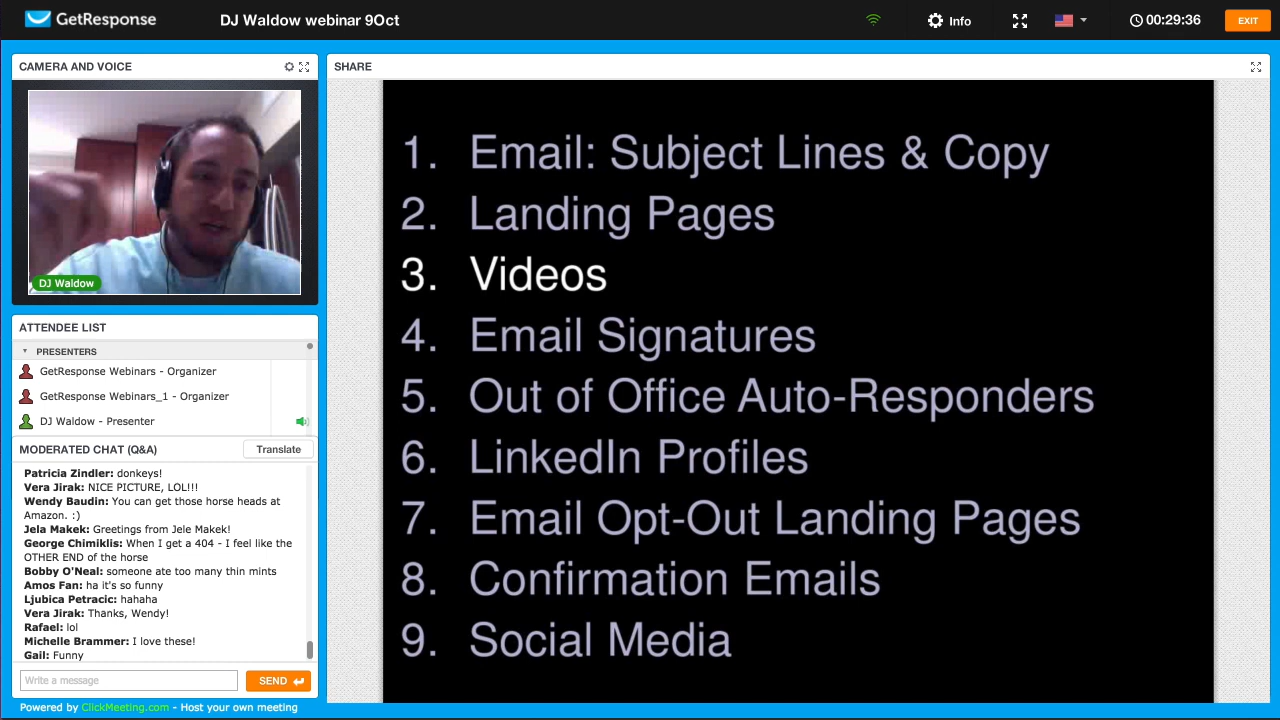 GetResponse
DJ Waldow webinar 9Oct
Info
00:29:36
EXIT
CAMERA AND VOICE
DJ Waldow
ATTENDEE LIST
PRESENTERS
GetResponse Webinars - Organizer
GetResponse Webinars_1 - Organizer
DJ Waldow - Presenter
MODERATED CHAT (Q&A)
Translate
Patricia Zindler: donkeys!
Vera Jirak: NICE PICTURE, LOL!!!
Wendy Baudin: You can get those horse heads at
Amazon. :)
Jela Makek: Greetings from Jele Makek!
George Chimiklis: When I get a 404 - I feel like the
OTHER END of the horse
Bobby O'Neal: someone ate too many thin mints
Amos Fan: ha it's so funny
Ljubica Petracic: hahaha
Vera Jirak: Thanks, Wendy!
Rafael: lol
Michelle Brammer: I love these!
Gail: Funny
Write a message
SEND
Powered by ClickMeeting.com - Host your own meeting
SHARE
1. Email: Subject Lines & Copy
2. Landing Pages
3. Videos
4. Email Signatures
5. Out of Office Auto-Responders
6. LinkedIn Profiles
7. Email Opt-Out Landing Pages
8. Confirmation Emails
9. Social Media